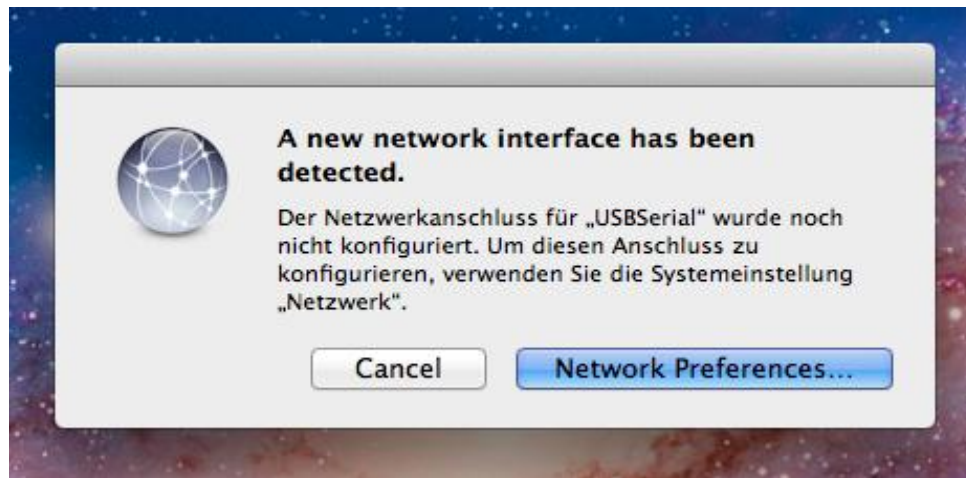 A new network interface has been
detected.
Der Netzwerkanschluss für „USBSerial“ wurde noch
nicht konfiguriert. Um diesen Anschluss zu
konfigurieren, verwenden Sie die Systemeinstellung
„Netzwerk“.
Cancel
Network Preferences...